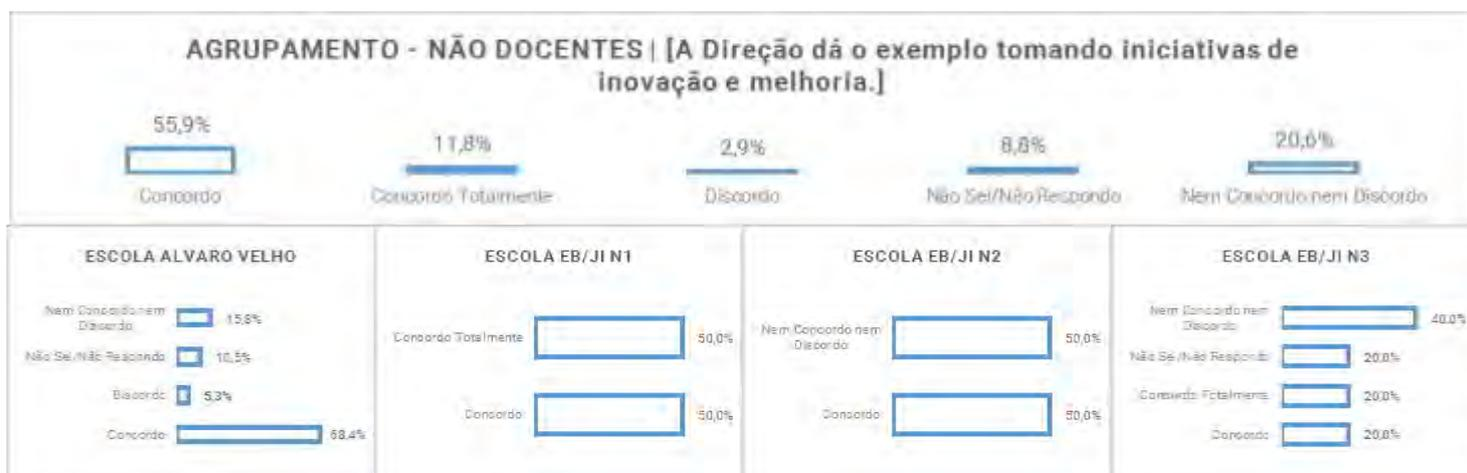 AGRUPAMENTO - NÃO DOCENTES | [A Direção dá o exemplo tomando iniciativas de
inovação e melhoria.]
55,9%
Concordo
11,8%
Concordo Totalmente
2,9%
Discordo
8,8%
Não Sei/Não Respondo
20,6%
Nem Concordo nem Discordo
ESCOLA ALVARO VELHO
Nem Concordo nem
Discordo
15,8%
Não Sei/Não Respondo
10,5%
Discordo
5,3%
Concordo
68,4%
ESCOLA EB/JI N1
Concordo Totalmente
50,0%
Concordo
50,0%
ESCOLA EB/JI N2
Nem Concordo nem
Discordo
50,0%
Concordo
50,0%
ESCOLA EB/JI N3
Nem Concordo nem
Discordo
40,0%
Não Sei/Não Respondo
20,0%
Concordo Totalmente
20,0%
Concordo
20,0%